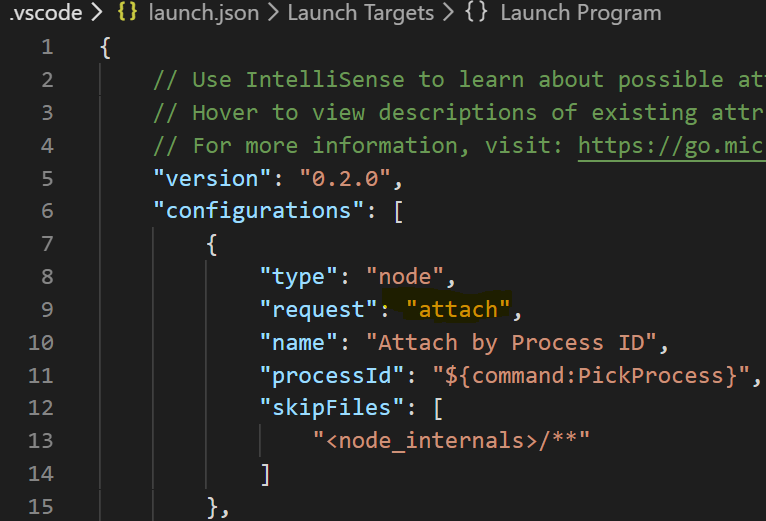 .vscode > {} launch.json > Launch Targets > {} Launch Program
1 {
2 // Use IntelliSense to learn about possible at
3 // Hover to view descriptions of existing attr
4 // For more information, visit: https://go.mic
5 "version": "0.2.0",
6 "configurations": [
7 {
8 "type": "node",
9 "request": "attach",
10 "name": "Attach by Process ID",
11 "processId": "${command:PickProcess}",
12 "skipFiles": [
13 "<node_internals>/**"
14 ]
15 },